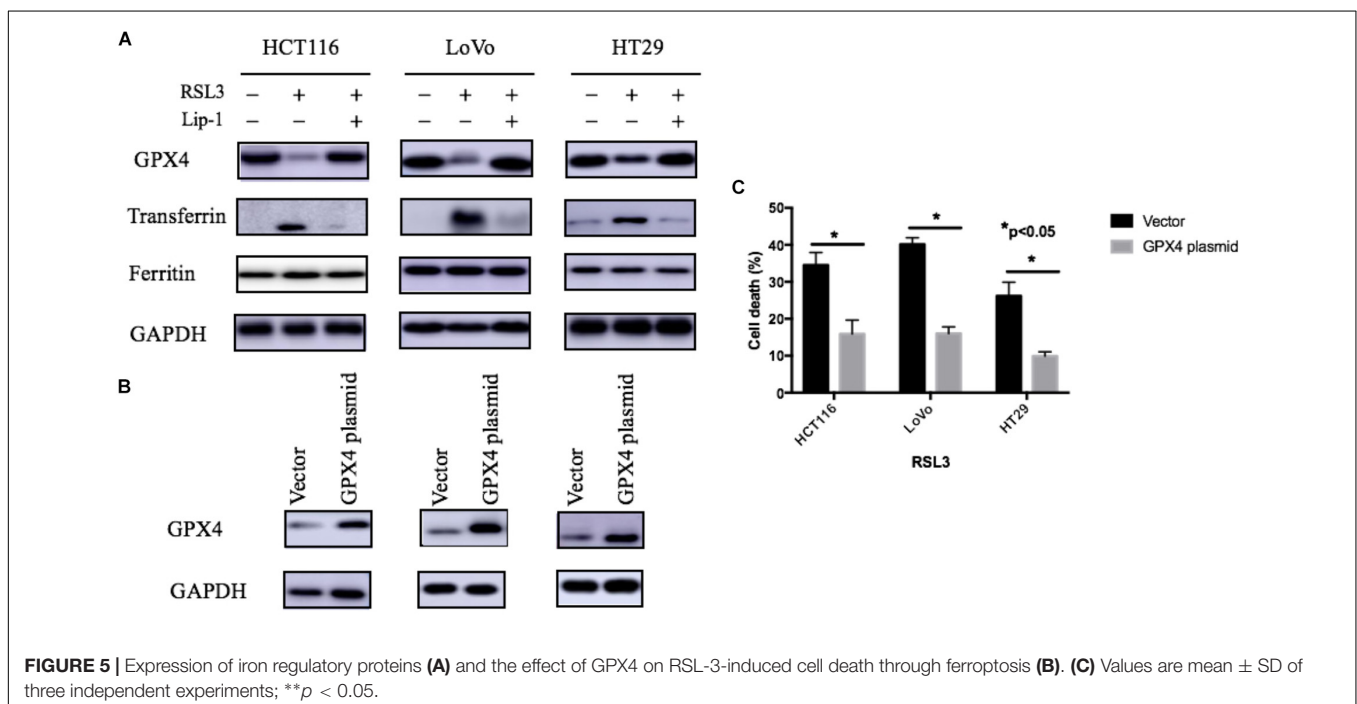 A
HCT116 LoVo HT29
RSL3 − + + − + + − + +
Lip-1 − − + − − + − − +
GPX4
Transferrin
Ferritin
GAPDH
B
Vector GPX4 plasmid Vector GPX4 plasmid Vector GPX4 plasmid
GPX4
GAPDH
C
Cell death (%)
50
40
30
20
10
0
* * *
*p<0.05
Vector
GPX4 plasmid
HCT116 LoVo HT29
RSL3
FIGURE 5 | Expression of iron regulatory proteins (A) and the effect of GPX4 on RSL-3-induced cell death through ferroptosis (B). (C) Values are mean ± SD of
three independent experiments; **p < 0.05.